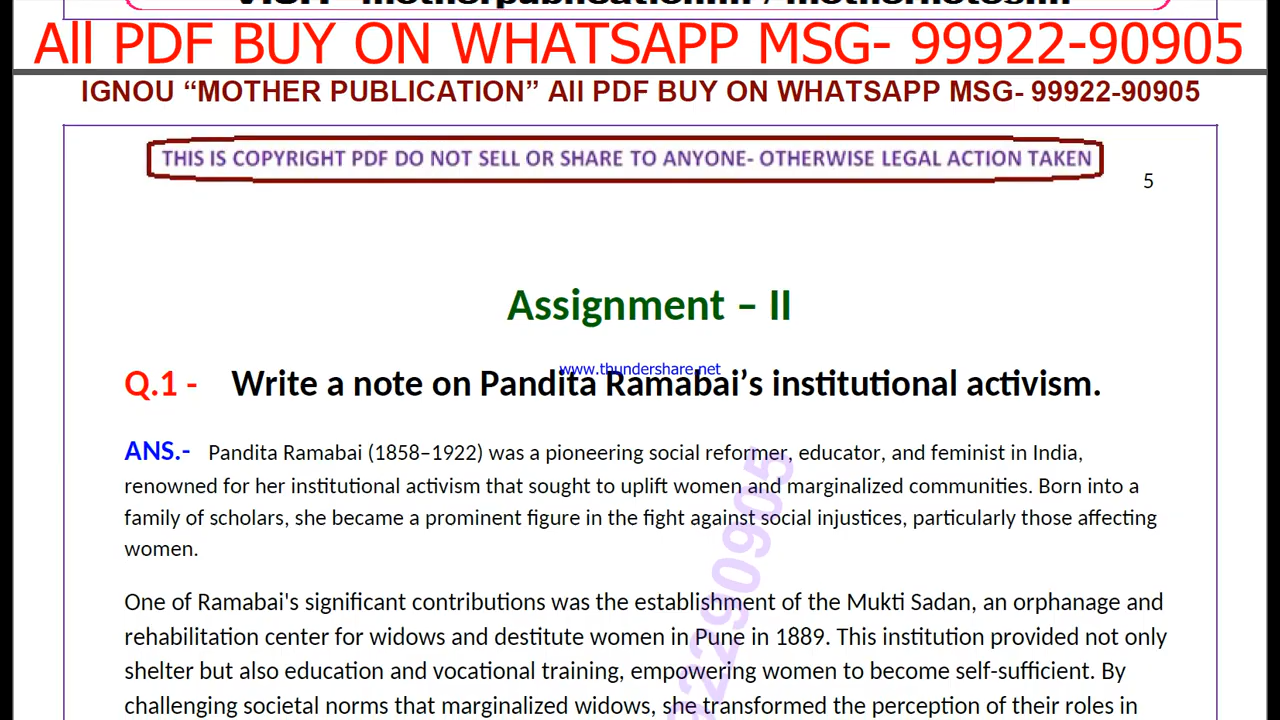 All PDF BUY ON WHATSAPP MSG- 99922-90905
IGNOU “MOTHER PUBLICATION” All PDF BUY ON WHATSAPP MSG- 99922-90905
THIS IS COPYRIGHT PDF DO NOT SELL OR SHARE TO ANYONE- OTHERWISE LEGAL ACTION TAKEN
5
Assignment – II
www.thundershare.net
Q.1 - Write a note on Pandita Ramabai’s institutional activism.
ANS.- Pandita Ramabai (1858–1922) was a pioneering social reformer, educator, and feminist in India,
renowned for her institutional activism that sought to uplift women and marginalized communities. Born into a
family of scholars, she became a prominent figure in the fight against social injustices, particularly those affecting
women.
One of Ramabai's significant contributions was the establishment of the Mukti Sadan, an orphanage and
rehabilitation center for widows and destitute women in Pune in 1889. This institution provided not only
shelter but also education and vocational training, empowering women to become self-sufficient. By
challenging societal norms that marginalized widows, she transformed the perception of their roles in